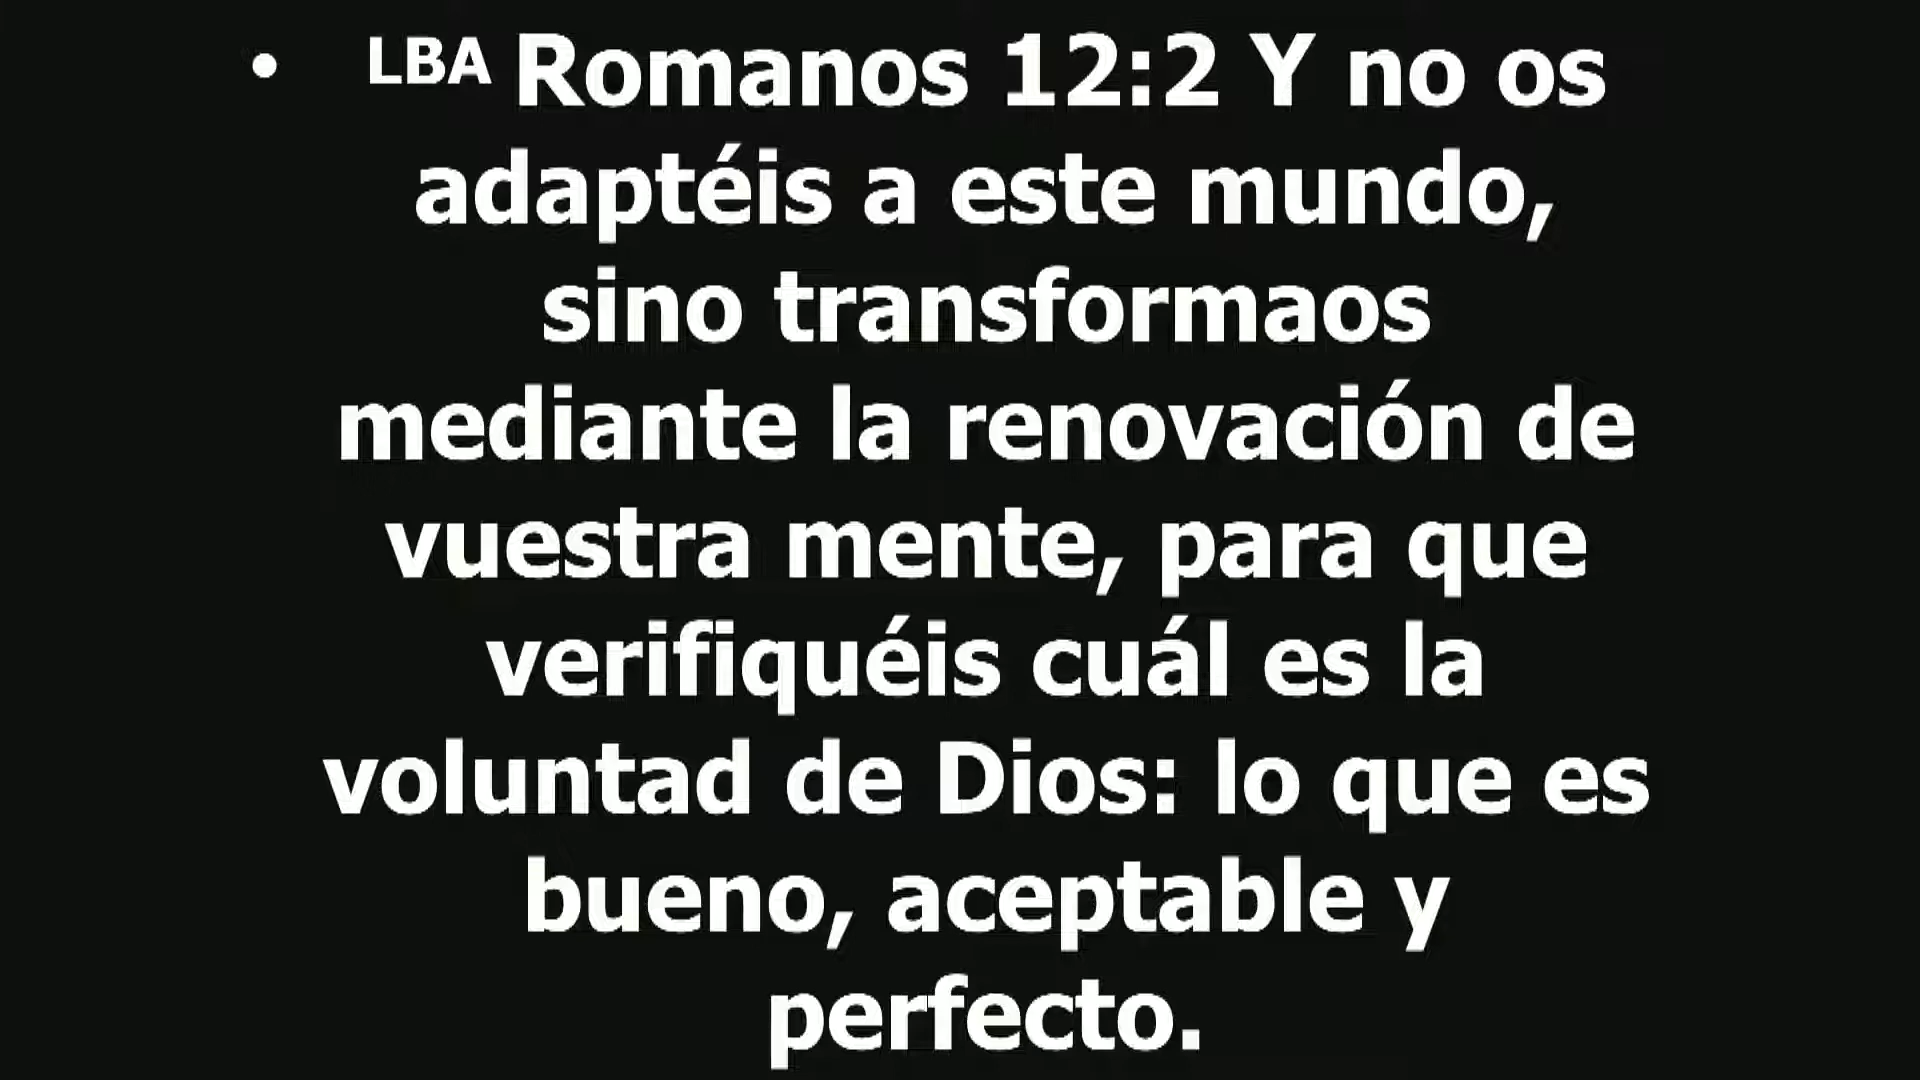 • LBA Romanos 12:2 Y no os
adaptéis a este mundo,
sino transformaos
mediante la renovación de
vuestra mente, para que
verifiquéis cuál es la
voluntad de Dios: lo que es
bueno, aceptable y
perfecto.